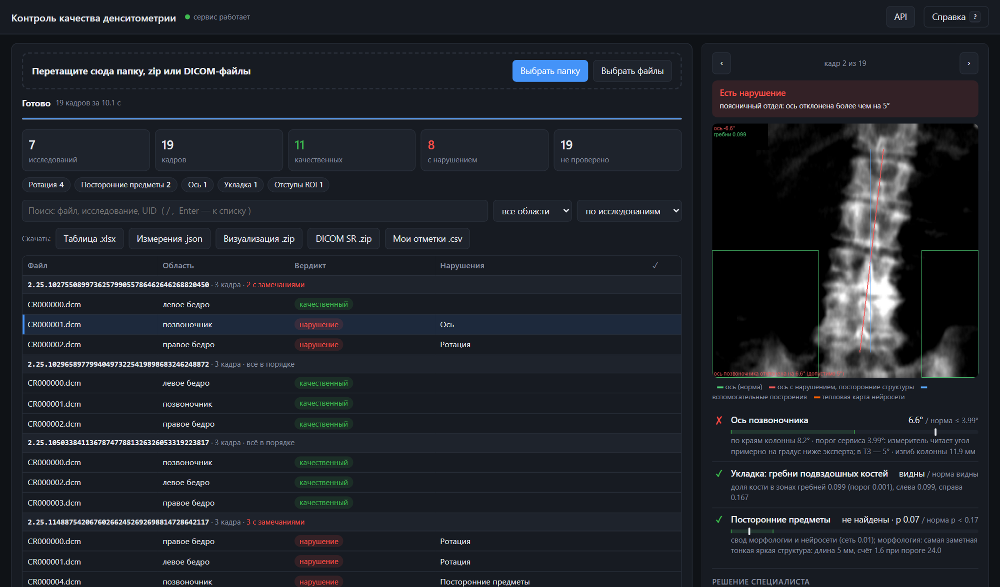 Контроль качества денситометрии
сервис работает
API
Справка ?
Перетащите сюда папку, zip или DICOM-файлы
Выбрать папку
Выбрать файлы
Готово 19 кадров за 10.1 с
7
исследований
19
кадров
11
качественных
8
с нарушением
19
не проверено
Ротация 4
Посторонние предметы 2
Ось 1
Укладка 1
Отступы ROI 1
Поиск: файл, исследование, UID ( / , Enter — к списку )
все области
по исследованиям
Скачать:
Таблица .xlsx
Измерения .json
Визуализация .zip
DICOM SR .zip
Мои отметки .csv
Файл Область Вердикт Нарушения ✓
2.25.102755089973625799055786462646268820450 · 3 кадра · 2 с замечаниями
CR000000.dcm левое бедро качественный
CR000001.dcm позвоночник нарушение Ось
CR000002.dcm правое бедро нарушение Ротация
2.25.102965897799404973225419898683246248872 · 3 кадра · всё в порядке
CR000000.dcm левое бедро качественный
CR000001.dcm позвоночник качественный
CR000002.dcm правое бедро качественный
2.25.105033841136787477881326326053319223817 · 3 кадра · всё в порядке
CR000000.dcm позвоночник качественный
CR000002.dcm левое бедро качественный
CR000003.dcm правое бедро качественный
2.25.114887542067602662452692698814728642117 · 3 кадра · 3 с замечаниями
CR000000.dcm правое бедро нарушение Ротация
CR000001.dcm левое бедро нарушение Ротация
CR000004.dcm позвоночник нарушение Посторонние предметы
‹
кадр 2 из 19
›
Есть нарушение
поясничный отдел: ось отклонена более чем на 5°
ось -6.6°
гребни 0.099
ось позвоночника отклонена на 6.6° (допустимо 5°)
ось (норма) ось с нарушением, посторонние структуры
вспомогательные построения тепловая карта нейросети
✗ Ось позвоночника 6.6° / норма ≤ 3.99°
по краям колонны 8.2° · порог сервиса 3.99°: измеритель читает угол
примерно на градус ниже эксперта; в ТЗ — 5° · изгиб колонны 11.9 мм
✓ Укладка: гребни подвздошных костей видны / норма видны
доля кости в зонах гребней 0.099 (порог 0.001), слева 0.099, справа
0.167
✓ Посторонние предметы не найдены · p 0.07 / норма p < 0.17
свод морфологии и нейросети (сеть 0.01); морфология: самая заметная
тонкая яркая структура: длина 5 мм, счёт 1.6 при пороге 24.0
РЕШЕНИЕ СПЕЦИАЛИСТА